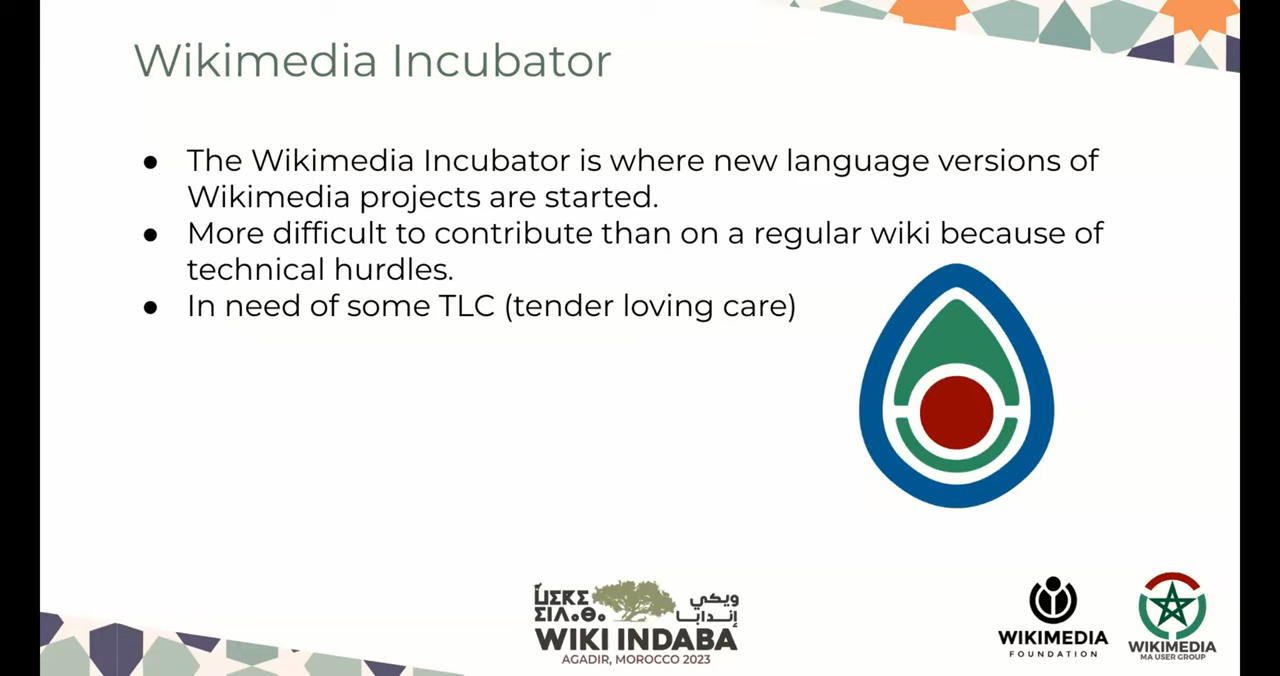 Wikimedia Incubator
● The Wikimedia Incubator is where new language versions of
Wikimedia projects are started.
● More difficult to contribute than on a regular wiki because of
technical hurdles.
● In need of some TLC (tender loving care)
ويكي
إندابا
WIKI INDABA
AGADIR, MOROCCO 2023
WIKIMEDIA
FOUNDATION
WIKIMEDIA
MA USER GROUP